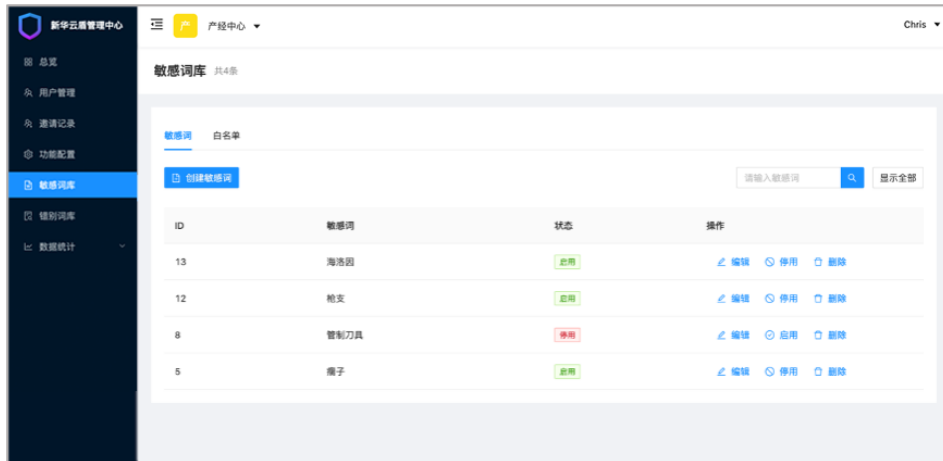 新华云盾管理中心
产 产经中心
Chris
总览
用户管理
邀请记录
功能配置
敏感词库
错别词库
数据统计
敏感词库 共4条
敏感词 白名单
创建敏感词
请输入敏感词
显示全部
ID 敏感词 状态 操作
13 海洛因 启用 编辑 停用 删除
12 枪支 启用 编辑 停用 删除
8 管制刀具 停用 编辑 启用 删除
5 瘸子 启用 编辑 停用 删除